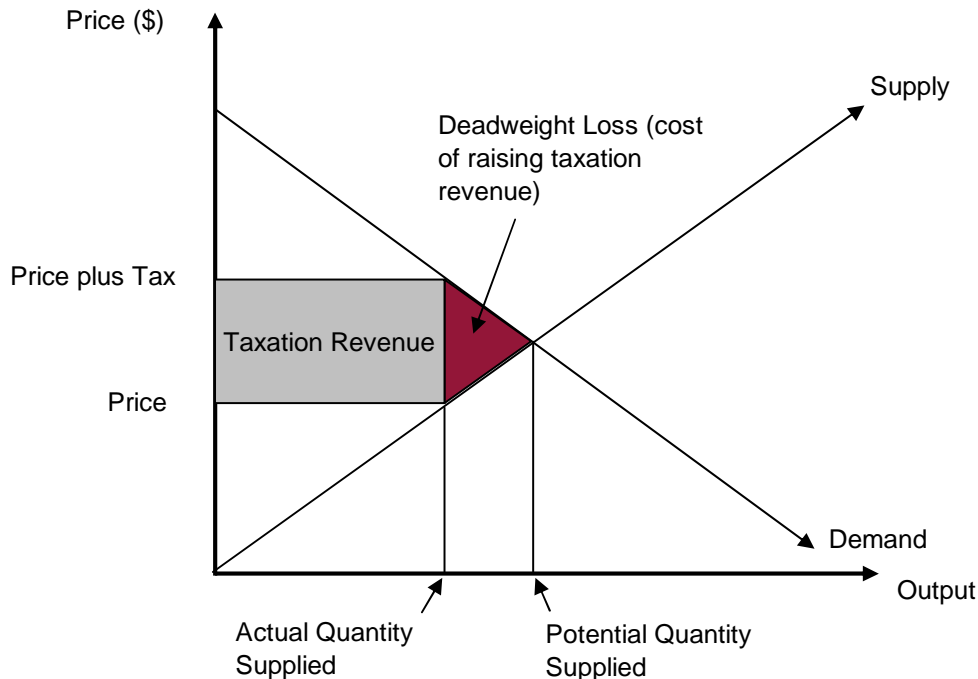 Price ($)
Supply
Deadweight Loss (cost
of raising taxation
revenue)
Price plus Tax
Taxation Revenue
Price
Demand
Output
Actual Quantity
Supplied
Potential Quantity
Supplied